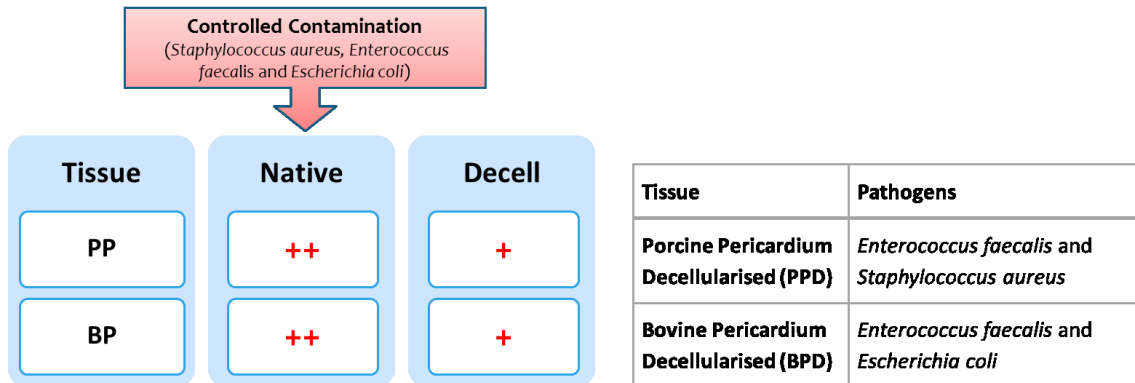 Controlled Contamination
(Staphylococcus aureus, Enterococcus
faecalis and Escherichia coli)
Tissue Native Decell
PP ++ +
BP ++ +
Tissue Pathogens
Porcine Pericardium Enterococcus faecalis and
Decellularised (PPD) Staphylococcus aureus
Bovine Pericardium Enterococcus faecalis and
Decellularised (BPD) Escherichia coli